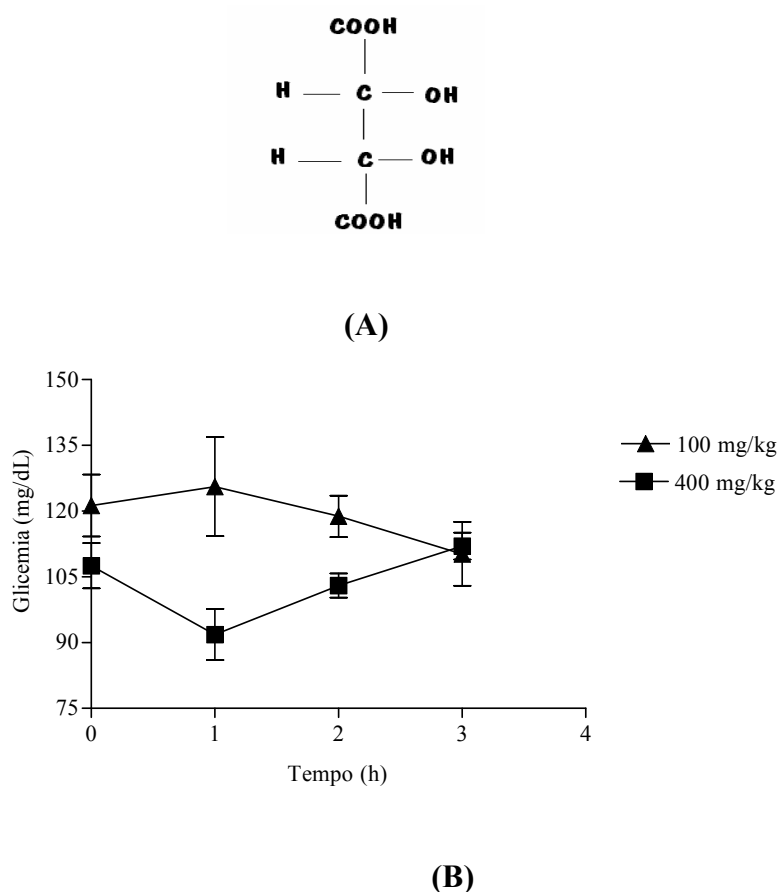 COOH
H C OH
H C OH
COOH
(A)
150
135
120
105
90
75
Glicemia (mg/dL)
0 1 2 3 4
Tempo (h)
100 mg/kg
400 mg/kg
(B)